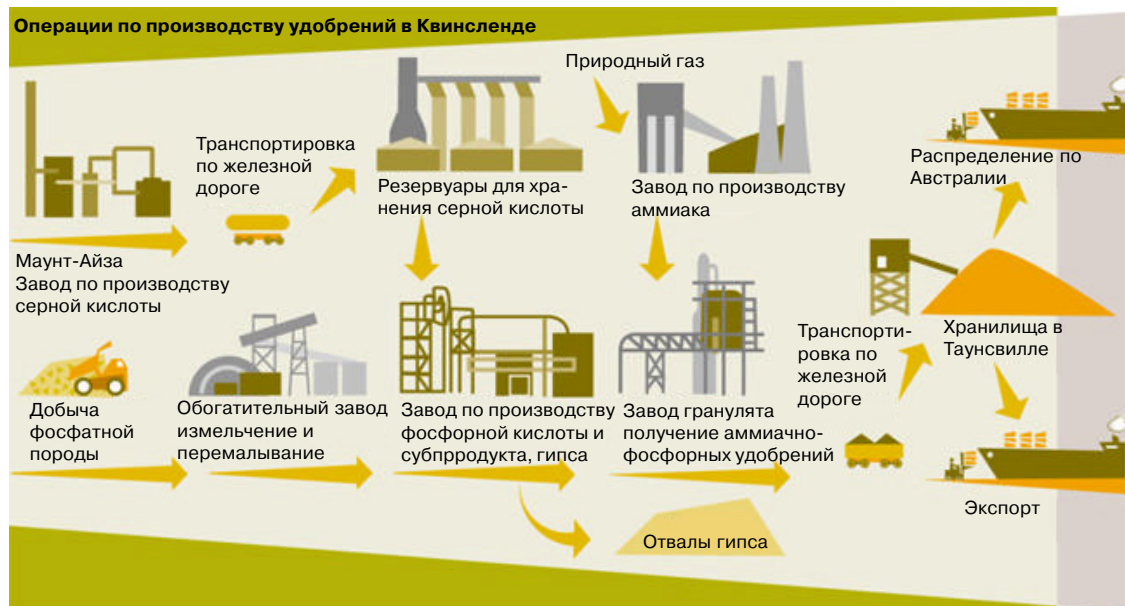 Операции по производству удобрений в Квинсленде
Природный газ
Транспортировка
по железной
дороге
Резервуары для хра-
нения серной кислоты
Завод по производству
аммиака
Распределение по
Австралии
Маунт-Айза
Завод по производству
серной кислоты
Транспорти-
ровка по
железной
дороге
Хранилища в
Таунсвилле
Добыча
фосфатной
породы
Обогатительный завод
измельчение и
перемалывание
Завод по производству
фосфорной кислоты и
субпрродукта, гипса
Завод гранулята
получение аммиачно-
фосфорных удобрений
Экспорт
Отвалы гипса